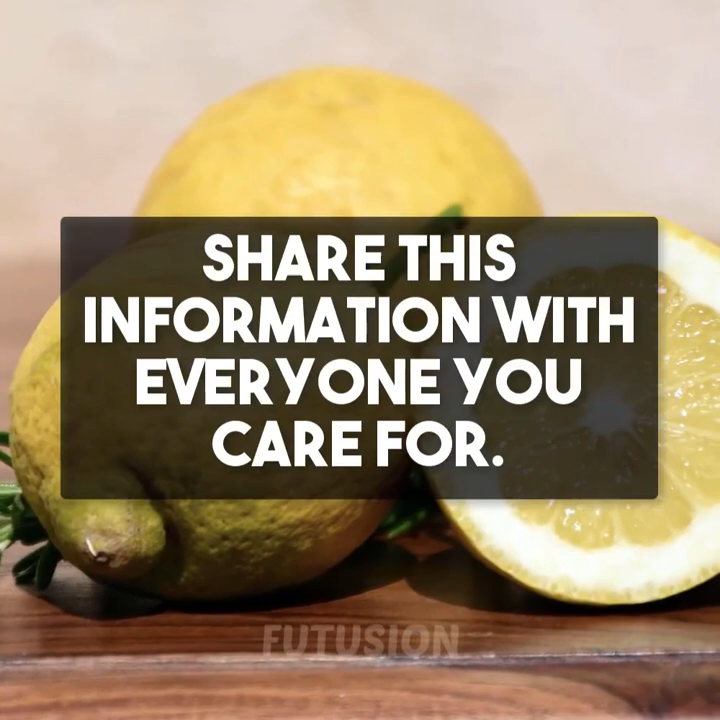 SHARE THIS
INFORMATION WITH
EVERYONE YOU
CARE FOR.
FUTUSION